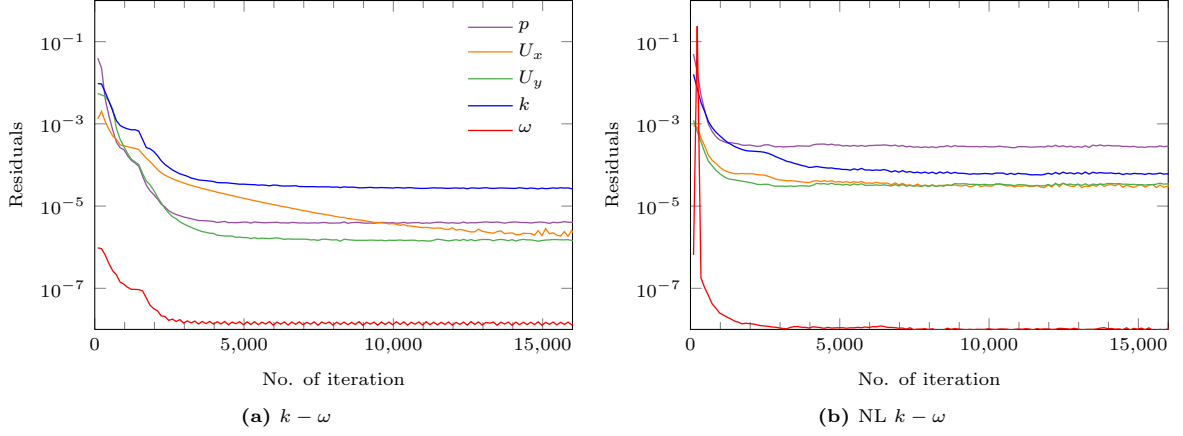 10⁻¹
10⁻³
10⁻⁵
10⁻⁷
Residuals
p
Uₓ
U_y
k
ω
0
5,000
10,000
15,000
No. of iteration
(a) k − ω
10⁻¹
10⁻³
10⁻⁵
10⁻⁷
Residuals
0
5,000
10,000
15,000
No. of iteration
(b) NL k − ω